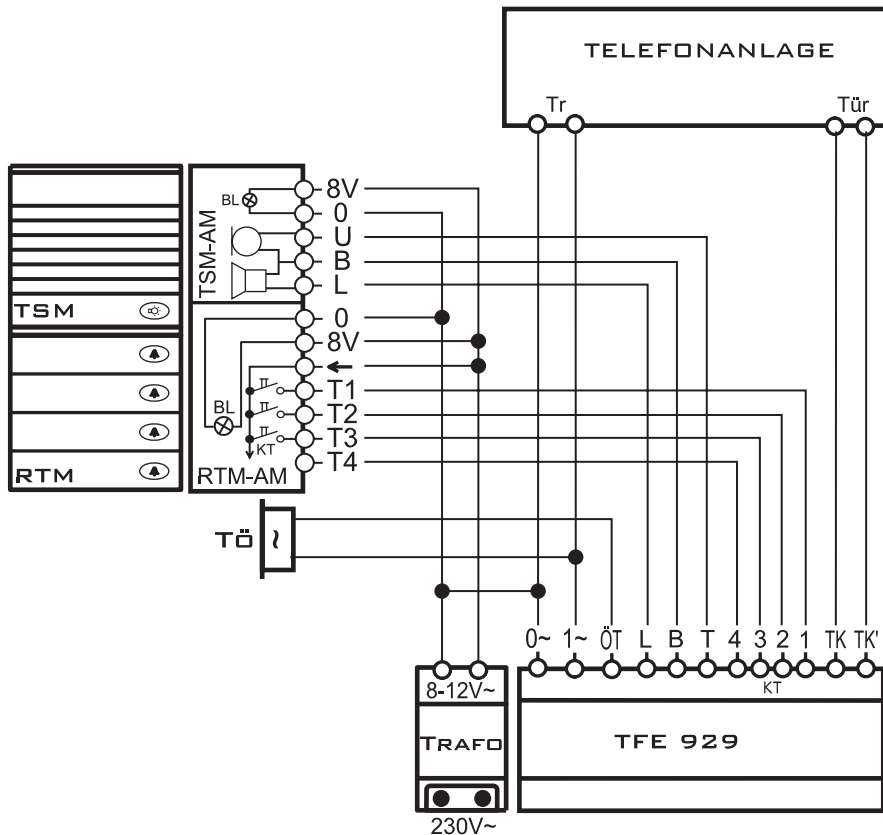 TELEFONANLAGE
Tr Tür
TSM-AM
BL
8V
0
U
B
L
TSM
0
8V
←
T1
T2
T3
T4
BL
KT
RTM-AM
RTM
TÖ ~
0~ 1~ ÖT L B T 4 3 2 1 TK TK'
KT
8-12V~
TRAFO
TFE 929
230V~